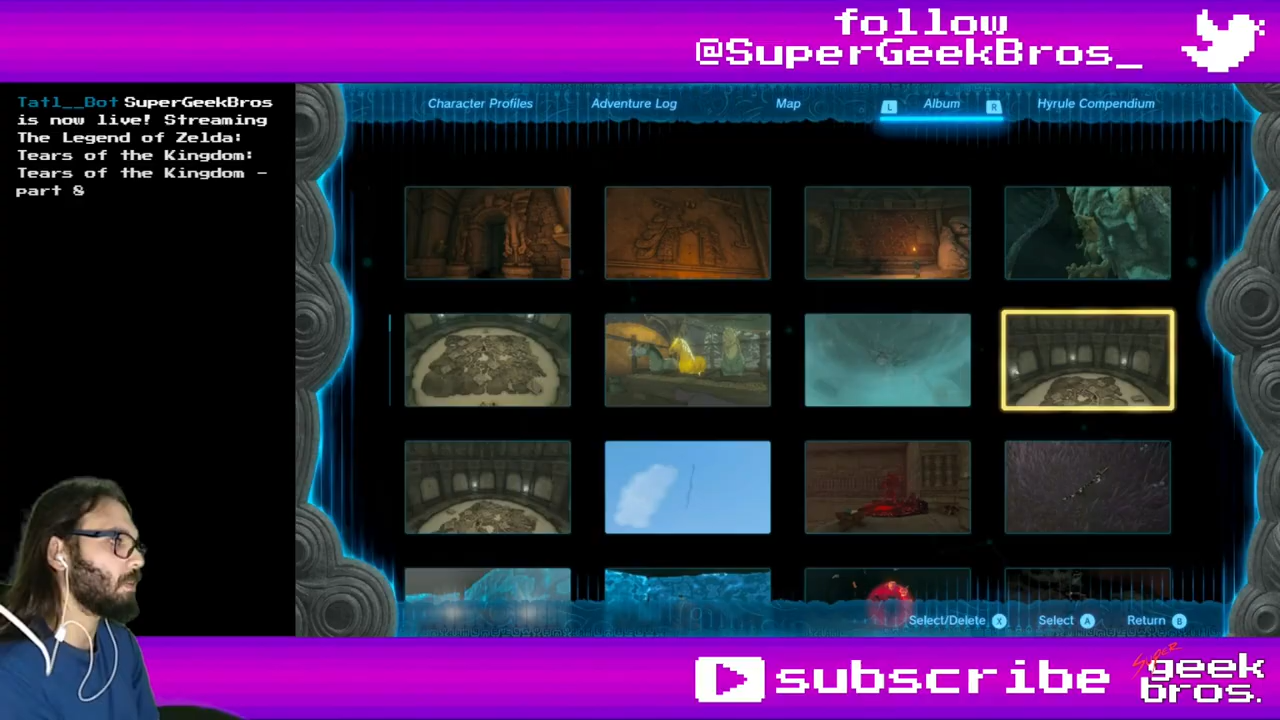 follow
@SuperGeekBros_
Tatl__Bot SuperGeekBros
is now live! Streaming
The Legend of Zelda:
Tears of the Kingdom:
Tears of the Kingdom -
part 8
Character Profiles Adventure Log Map L Album R Hyrule Compendium
Select/Delete X Select A Return B
subscribe
super
geek
bros.